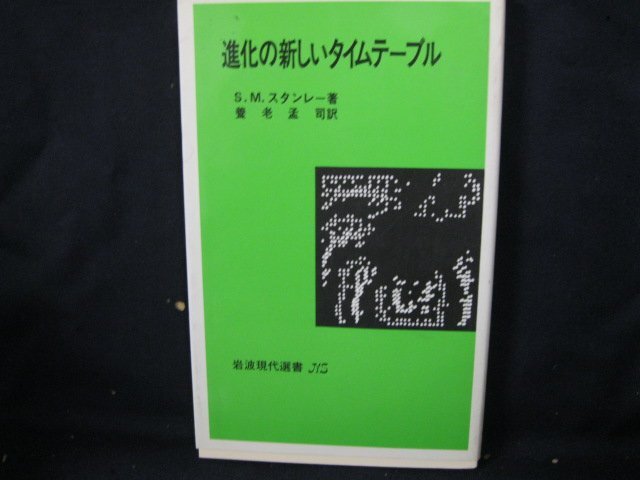 進化の新しいタイムテーブル
S.M.スタンレー著
養老孟司訳
岩波現代選書 NS